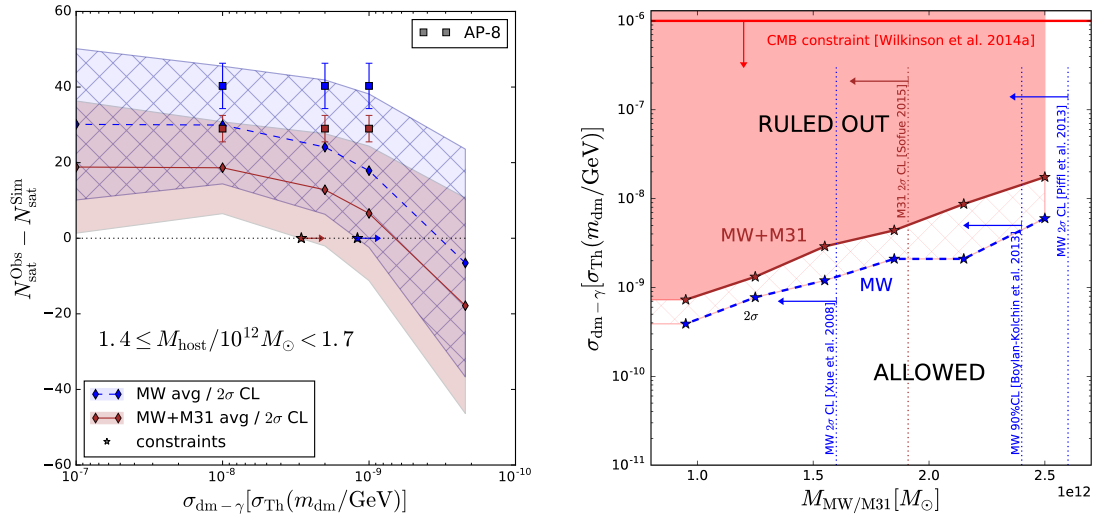 60
40
20
0
−20
−40
−60
N_sat^Obs − N_sat^Sim
AP-8
1.4 ≤ M_host/10^12 M_⊙ < 1.7
MW avg / 2σ CL
MW+M31 avg / 2σ CL
constraints
10^-7
10^-8
10^-9
10^-10
σ_dm−γ[σ_Th(m_dm/GeV)]
10^-6
10^-7
10^-8
10^-9
10^-10
10^-11
σ_dm−γ[σ_Th(m_dm/GeV)]
CMB constraint [Wilkinson et al. 2014a]
RULED OUT
M31 2σ CL [Sofue 2015]
MW 2σ CL [Piffl et al. 2013]
MW+M31
MW
2σ
MW 2σ CL [Xue et al. 2008]
MW 90%CL [Boylan-Kolchin et al. 2013]
ALLOWED
1.0
1.5
2.0
2.5
1e12
M_MW/M31[M_⊙]